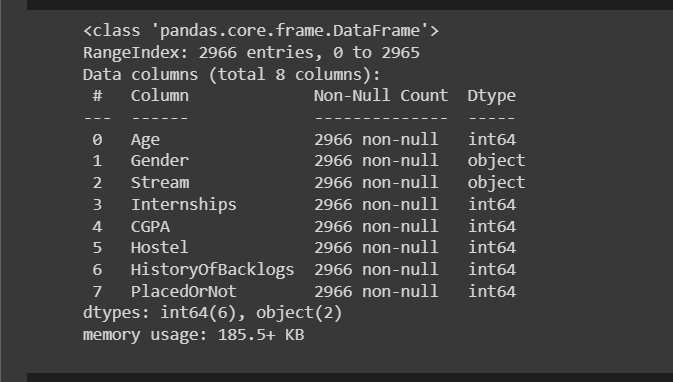 <class 'pandas.core.frame.DataFrame'>
RangeIndex: 2966 entries, 0 to 2965
Data columns (total 8 columns):
 #   Column             Non-Null Count  Dtype
---  ------             --------------  -----
 0   Age                2966 non-null   int64
 1   Gender             2966 non-null   object
 2   Stream             2966 non-null   object
 3   Internships        2966 non-null   int64
 4   CGPA               2966 non-null   int64
 5   Hostel             2966 non-null   int64
 6   HistoryOfBacklogs  2966 non-null   int64
 7   PlacedOrNot        2966 non-null   int64
dtypes: int64(6), object(2)
memory usage: 185.5+ KB